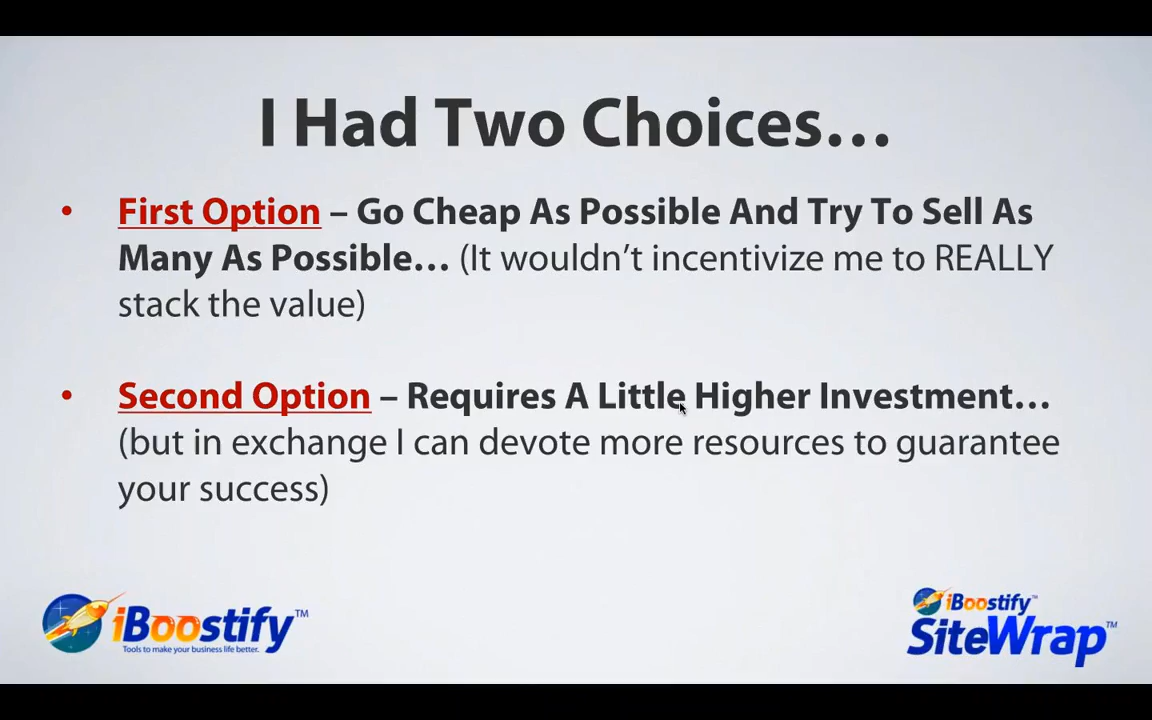 I Had Two Choices…
• First Option – Go Cheap As Possible And Try To Sell As
Many As Possible… (It wouldn’t incentivize me to REALLY
stack the value)
• Second Option – Requires A Little Higher Investment…
(but in exchange I can devote more resources to guarantee
your success)
iBoostify™
Tools to make your business life better.
iBoostify™
SiteWrap™